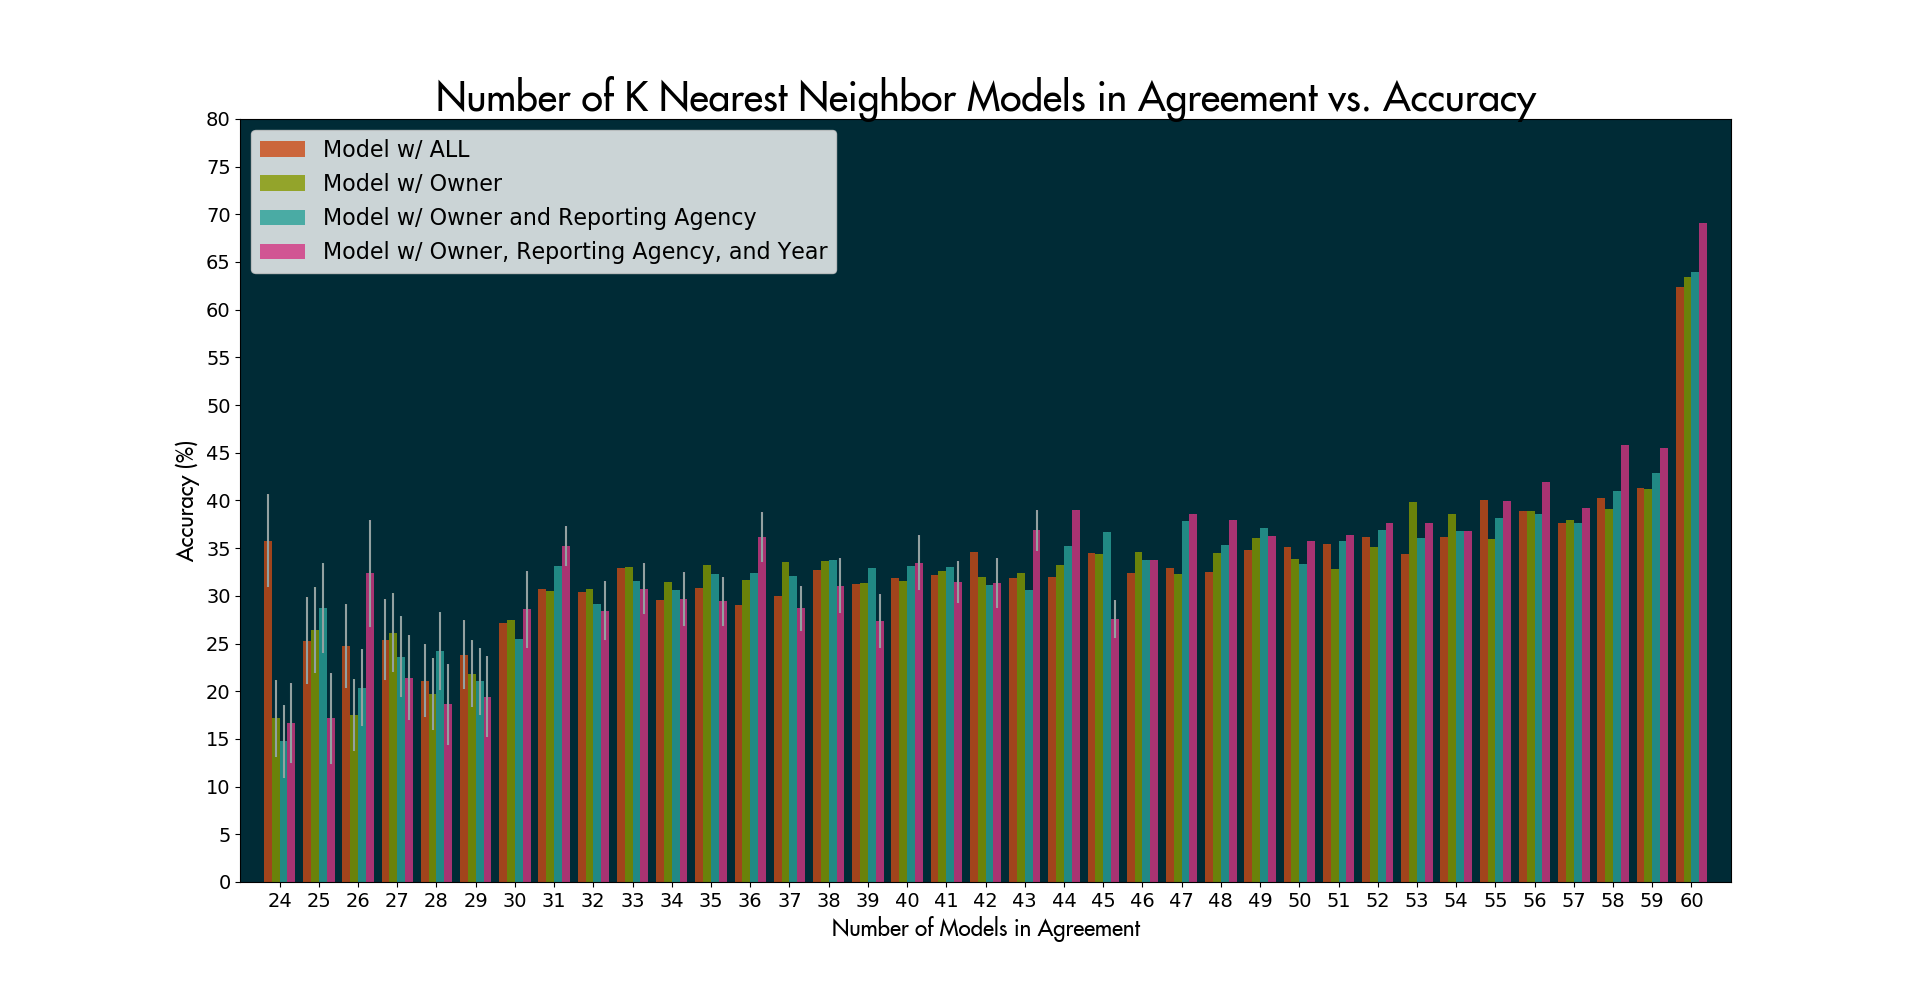 Number of K Nearest Neighbor Models in Agreement vs. Accuracy
80
75
70
65
60
55
50
45
40
35
30
25
20
15
10
5
0
Accuracy (%)
Model w/ ALL
Model w/ Owner
Model w/ Owner and Reporting Agency
Model w/ Owner, Reporting Agency, and Year
24 25 26 27 28 29 30 31 32 33 34 35 36 37 38 39 40 41 42 43 44 45 46 47 48 49 50 51 52 53 54 55 56 57 58 59 60
Number of Models in Agreement